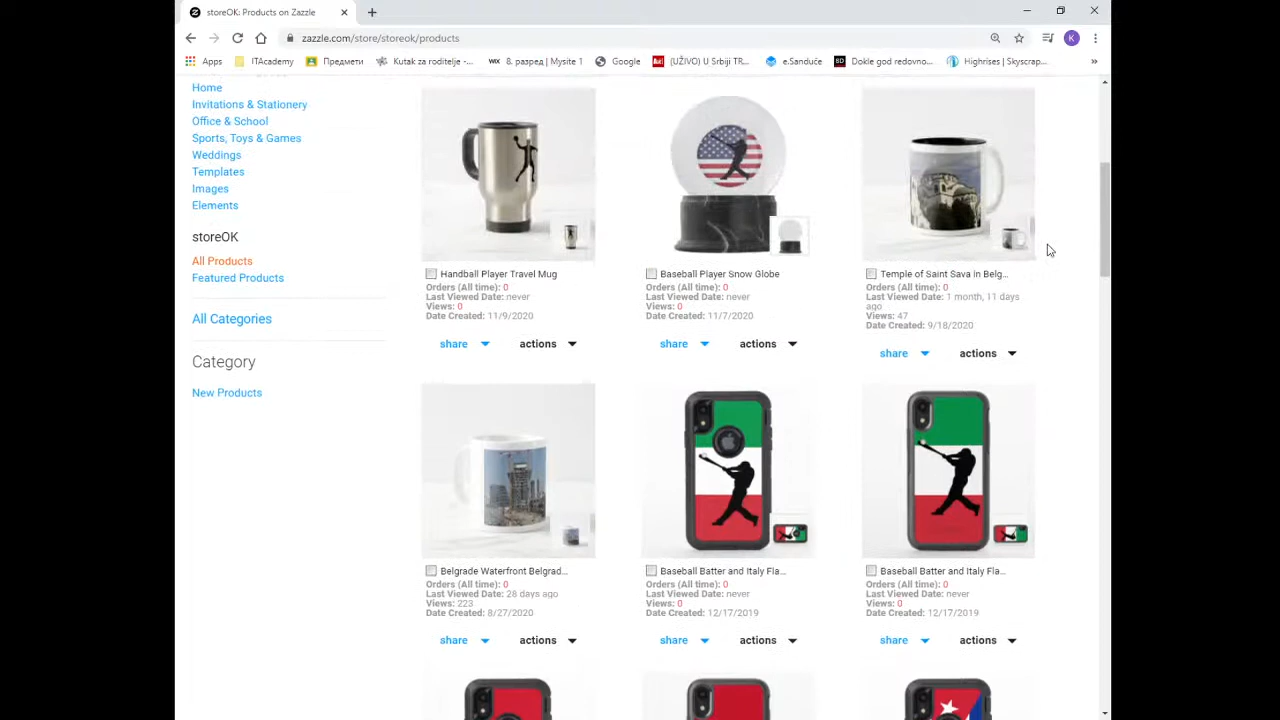 storeOK: Products on Zazzle
zazzle.com/store/storeok/products
K
Apps
ITAcademy
Предмети
Kutak za roditelje -...
WIX
8. разред | Mysite 1
Google
(UŽIVO) U Srbiji TR...
e.Sanduče
BD
Dokle god redovno...
Highrises | Skyscrap...
Home
Invitations & Stationery
Office & School
Sports, Toys & Games
Weddings
Templates
Images
Elements
storeOK
All Products
Featured Products
All Categories
Category
New Products
Handball Player Travel Mug
Orders (All time): 0
Last Viewed Date: never
Views: 0
Date Created: 11/9/2020
share
actions
Baseball Player Snow Globe
Orders (All time): 0
Last Viewed Date: never
Views: 0
Date Created: 11/7/2020
share
actions
Temple of Saint Sava in Belg...
Orders (All time): 0
Last Viewed Date: 1 month, 11 days
ago
Views: 47
Date Created: 9/18/2020
share
actions
Belgrade Waterfront Belgrad...
Orders (All time): 0
Last Viewed Date: 28 days ago
Views: 223
Date Created: 8/27/2020
share
actions
Baseball Batter and Italy Fla...
Orders (All time): 0
Last Viewed Date: never
Views: 0
Date Created: 12/17/2019
share
actions
Baseball Batter and Italy Fla...
Orders (All time): 0
Last Viewed Date: never
Views: 0
Date Created: 12/17/2019
share
actions